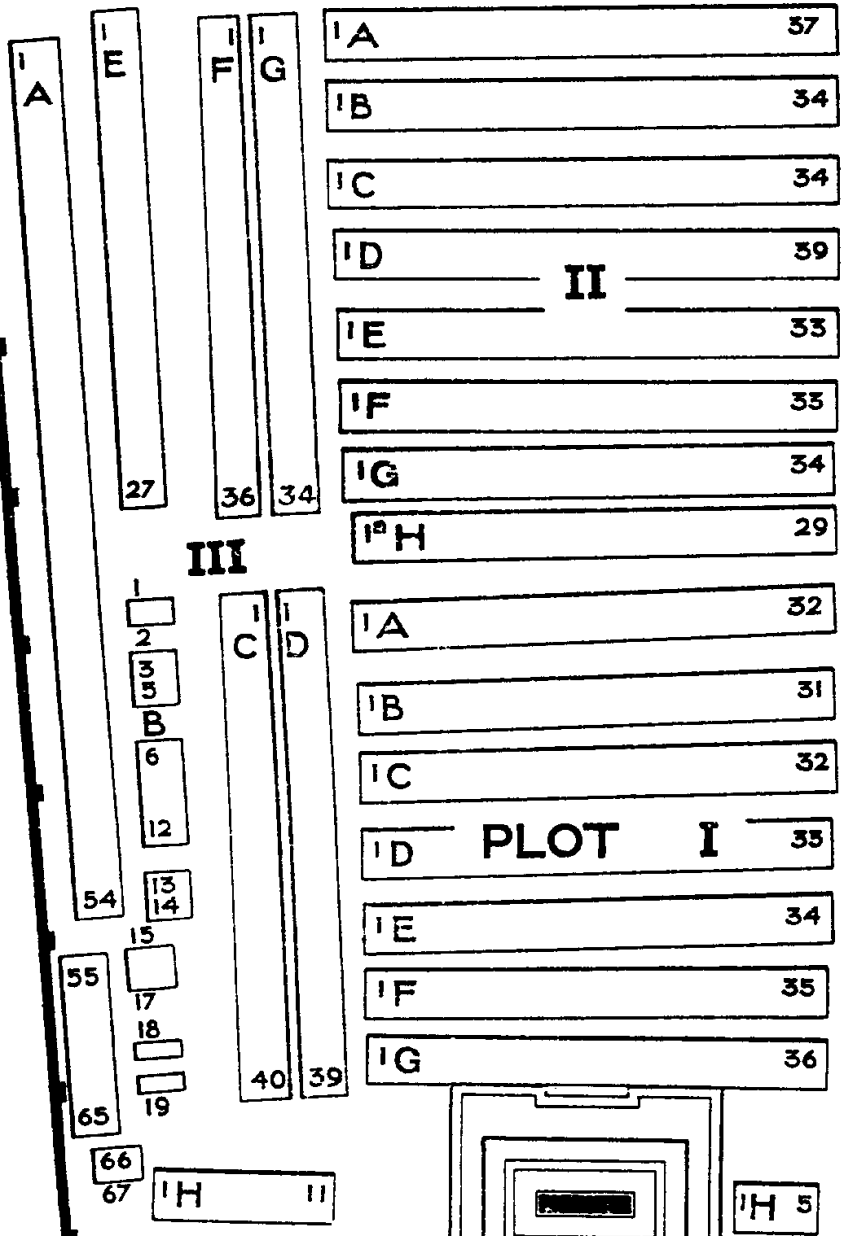 1 A 37
1 B 34
1 C 34
1 D 39
II
1 E 33
1 F 33
1 G 34
1a H 29
1 A 32
1 B 31
1 C 32
1 D 33
PLOT I
1 E 34
1 F 35
1 G 36
1 H 5
III
1 A 54
55 65
66
67
1 E 27
1 F 36
1 G 34
1
2
3
5
B
6
12
13
14
15
17
18
19
1 C 40
1 D 39
1 H 11